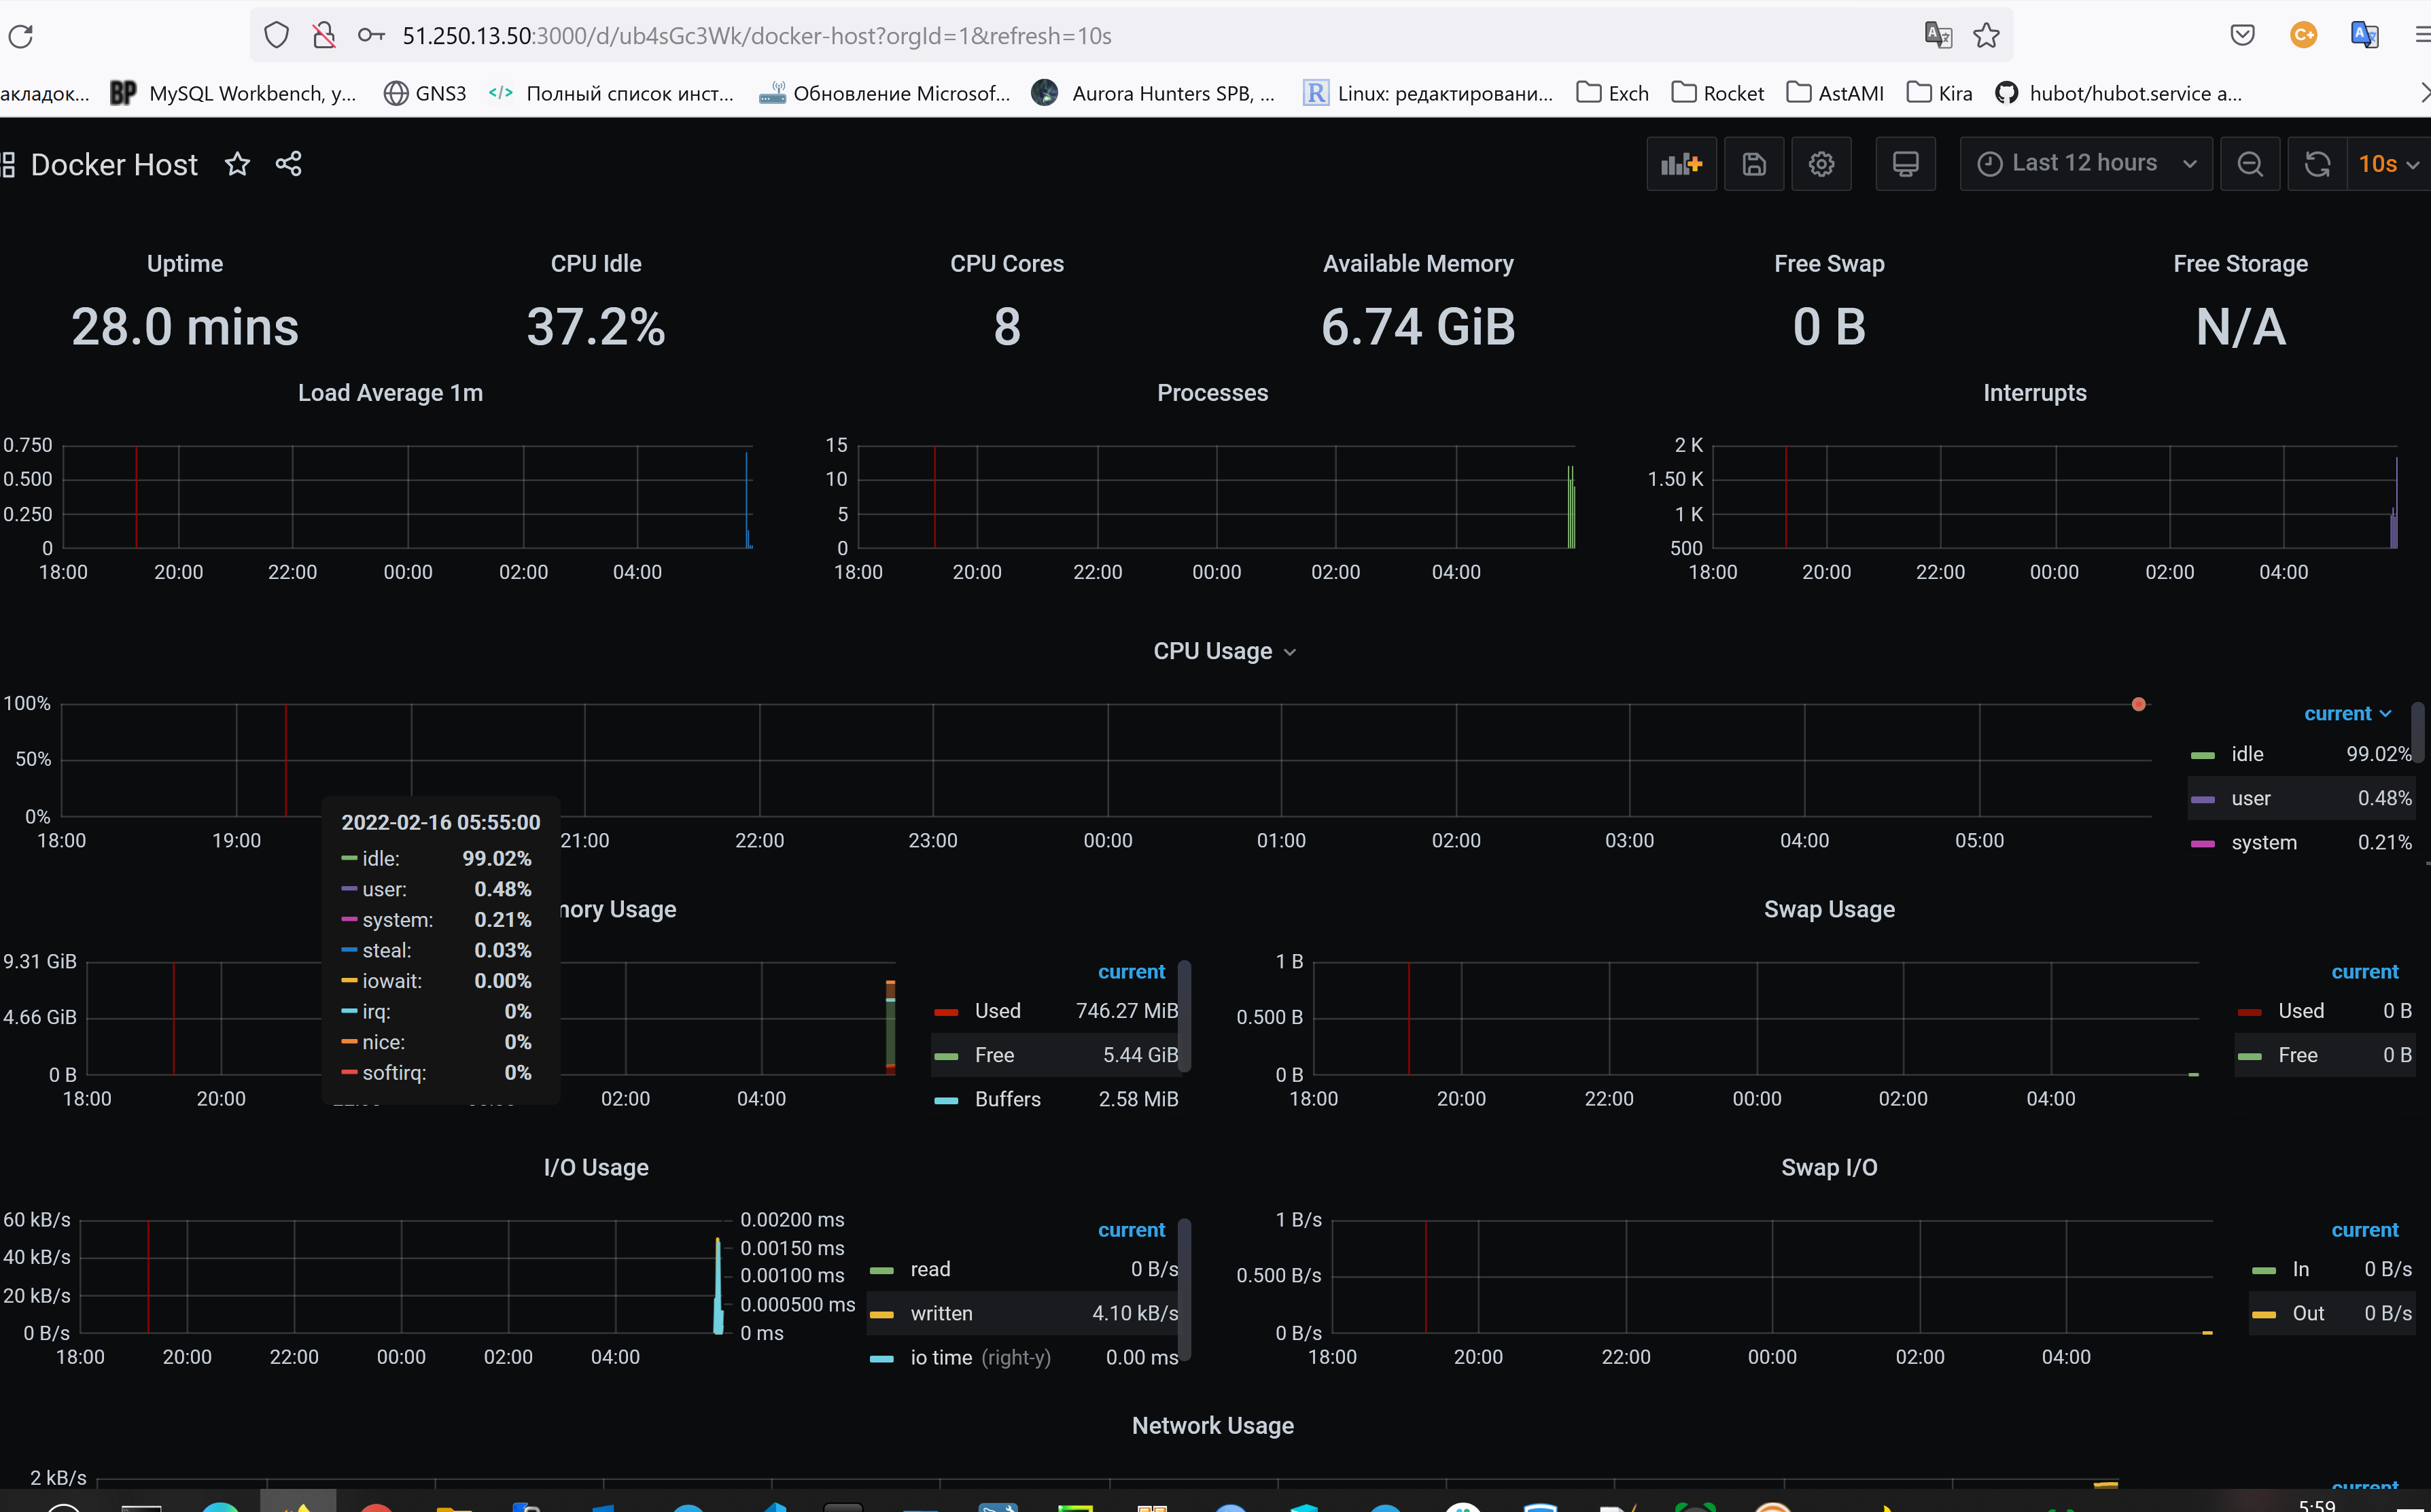 51.250.13.50:3000/d/ub4sGc3Wk/docker-host?orgId=1&refresh=10s
акладок... BP MySQL Workbench, у... GNS3 </> Полный список инст... Обновление Microsof... Aurora Hunters SPB, ... R Linux: редактировани... Exch Rocket AstAMI Kira hubot/hubot.service a...
Docker Host Last 12 hours 10s
Uptime CPU Idle CPU Cores Available Memory Free Swap Free Storage
28.0 mins 37.2% 8 6.74 GiB 0 B N/A
Load Average 1m
0.750
0.500
0.250
0
18:00 20:00 22:00 00:00 02:00 04:00
Processes
15
10
5
0
18:00 20:00 22:00 00:00 02:00 04:00
Interrupts
2 K
1.50 K
1 K
500
18:00 20:00 22:00 00:00 02:00 04:00
CPU Usage
100%
50%
0%
18:00 19:00 21:00 22:00 23:00 00:00 01:00 02:00 03:00 04:00 05:00
current
idle 99.02%
user 0.48%
system 0.21%
2022-02-16 05:55:00
idle: 99.02%
user: 0.48%
system: 0.21%
steal: 0.03%
iowait: 0.00%
irq: 0%
nice: 0%
softirq: 0%
nory Usage
9.31 GiB
4.66 GiB
0 B
18:00 20:00 02:00 04:00
current
Used 746.27 MiB
Free 5.44 GiB
Buffers 2.58 MiB
Swap Usage
1 B
0.500 B
0 B
18:00 20:00 22:00 00:00 02:00 04:00
current
Used 0 B
Free 0 B
I/O Usage
60 kB/s
40 kB/s
20 kB/s
0 B/s
0.00200 ms
0.00150 ms
0.00100 ms
0.000500 ms
0 ms
18:00 20:00 22:00 00:00 02:00 04:00
current
read 0 B/s
written 4.10 kB/s
io time (right-y) 0.00 ms
Swap I/O
1 B/s
0.500 B/s
0 B/s
18:00 20:00 22:00 00:00 02:00 04:00
current
In 0 B/s
Out 0 B/s
Network Usage
2 kB/s
current
5:59